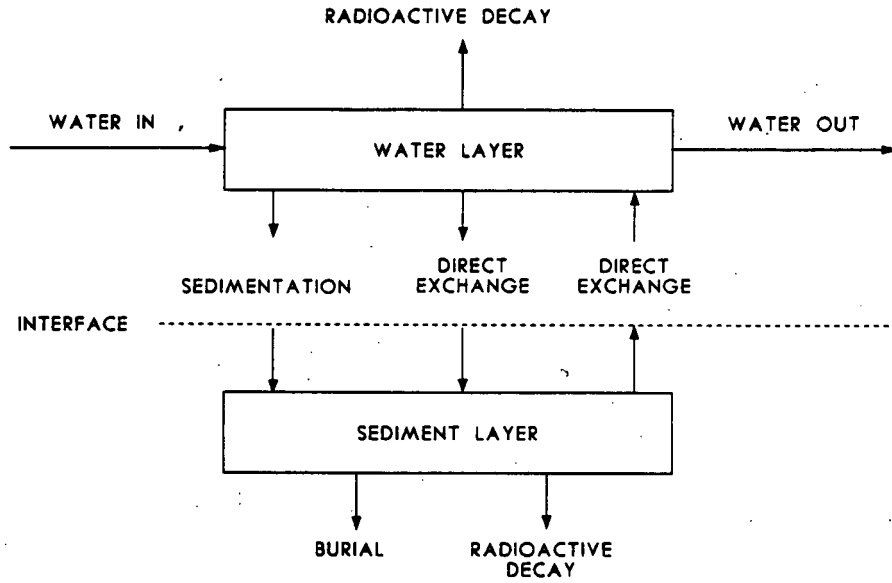 RADIOACTIVE DECAY
WATER IN ,
WATER OUT
WATER LAYER
SEDIMENTATION
DIRECT
EXCHANGE
DIRECT
EXCHANGE
INTERFACE
SEDIMENT LAYER
BURIAL
RADIOACTIVE
DECAY